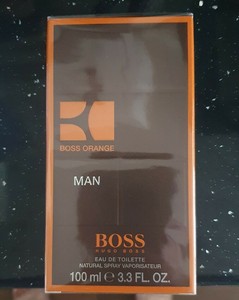 BOSS ORANGE
MAN
BOSS
HUGO BOSS
EAU DE TOILETTE
NATURAL SPRAY VAPORISATEUR
100 ml ℮ 3.3 FL. OZ.